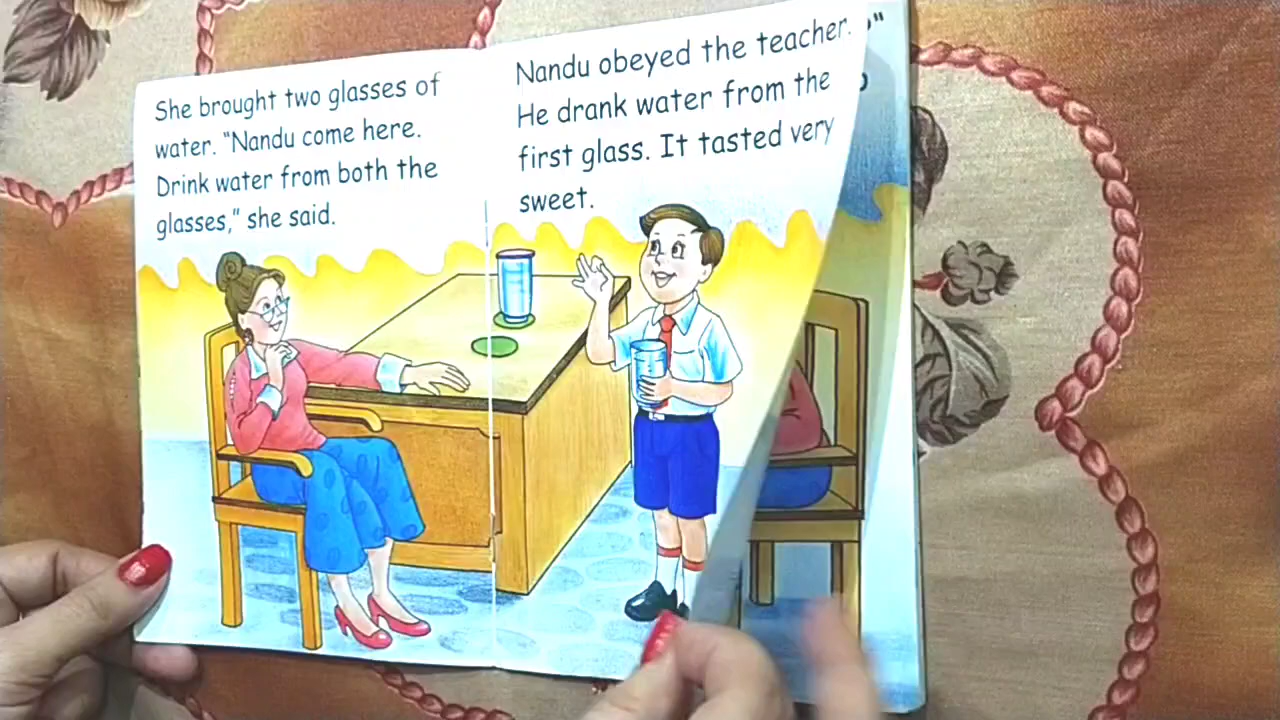 She brought two glasses of
water. "Nandu come here.
Drink water from both the
glasses," she said.
Nandu obeyed the teacher.
He drank water from the
first glass. It tasted very
sweet.